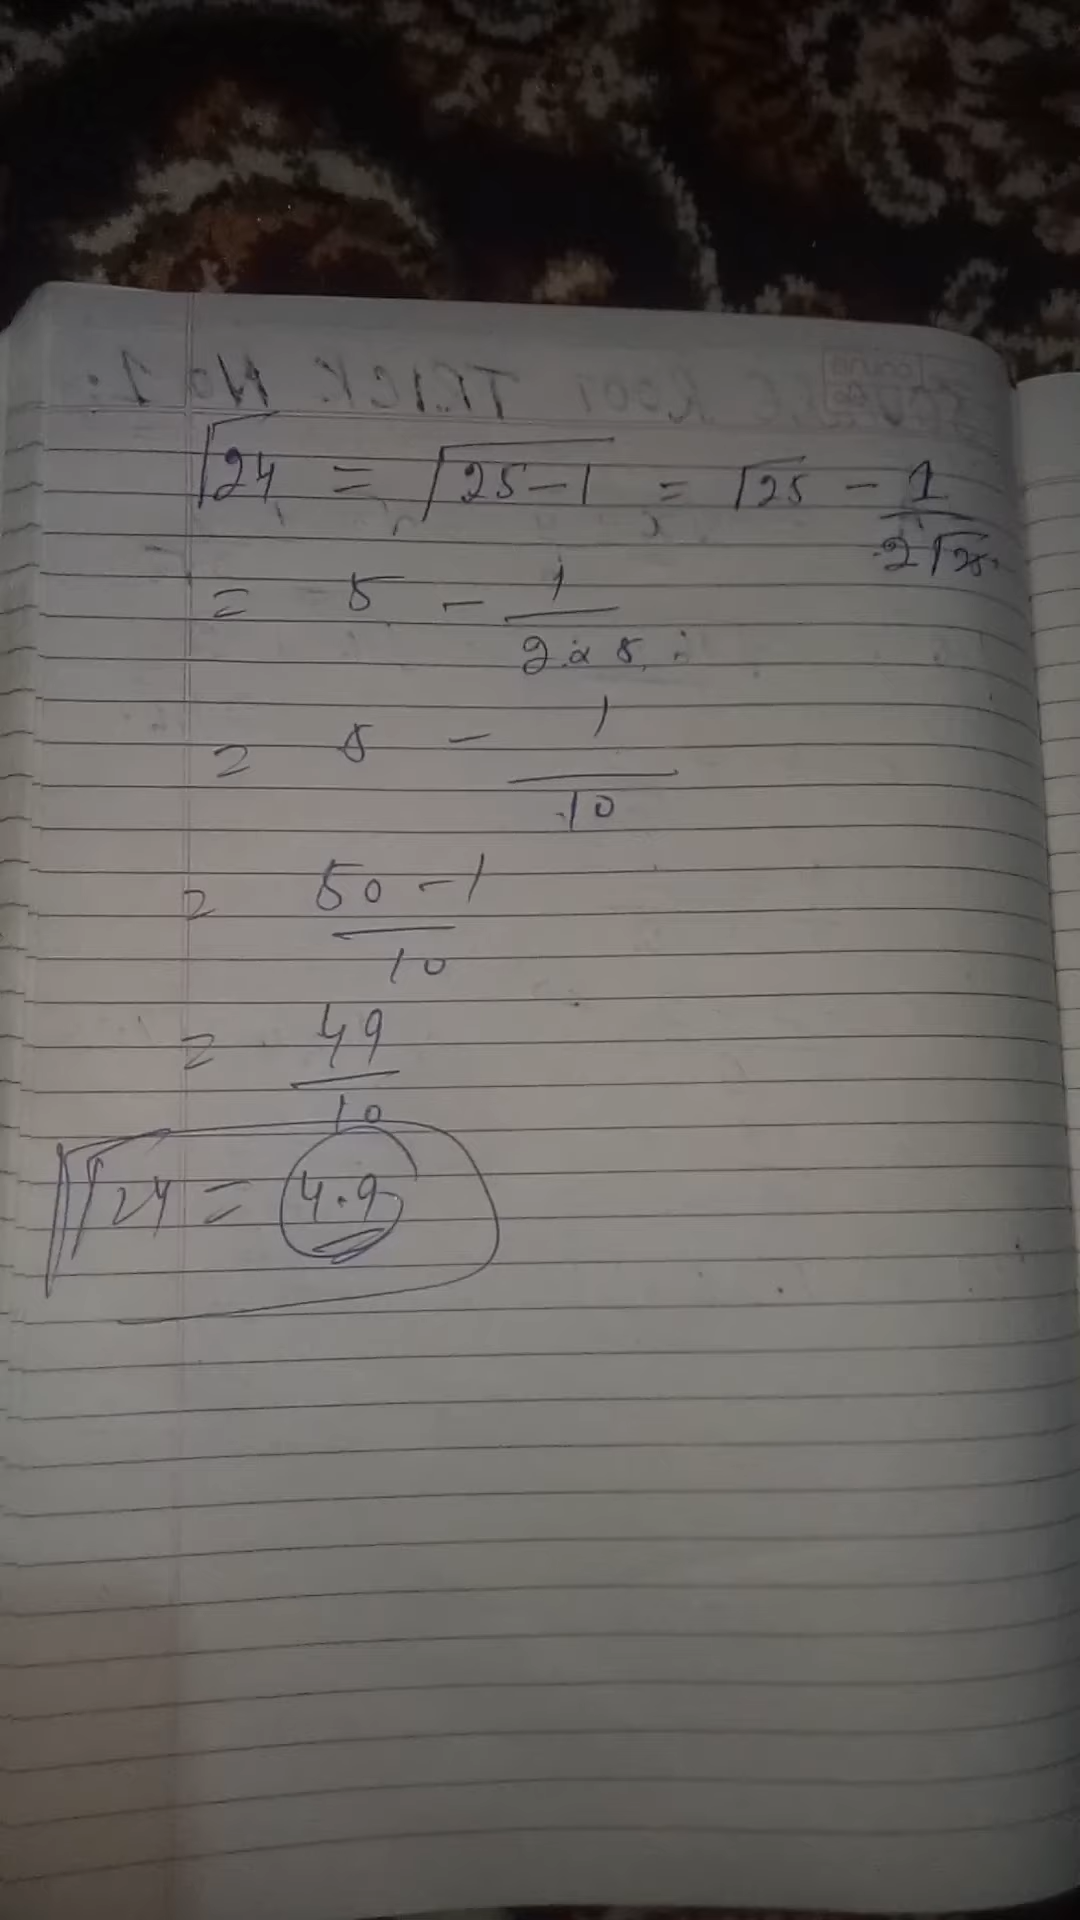 √24 = √25-1 = √25 - 1/2√25
= 5 - 1/2×5
= 5 - 1/10
= 50-1/10
= 49/10
√24 = 4.9